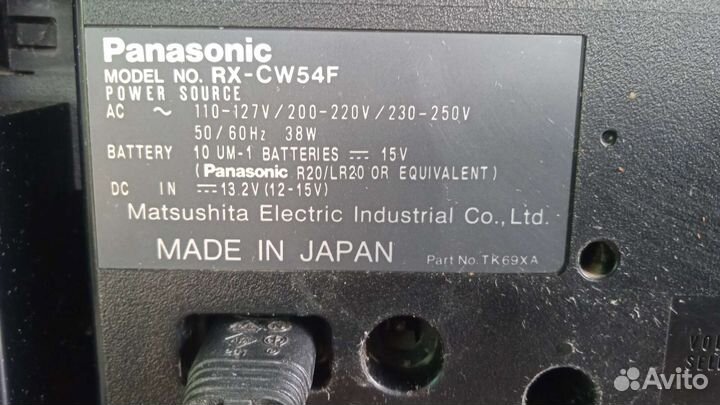 Panasonic
MODEL NO. RX-CW54F
POWER SOURCE
AC ~ 110-127V/200-220V/230-250V
50/60Hz 38W
BATTERY 10 UM-1 BATTERIES ⎓ 15V
(Panasonic R20/LR20 OR EQUIVALENT)
DC IN ⎓ 13.2V (12-15V)
Matsushita Electric Industrial Co., Ltd.
MADE IN JAPAN Part No. TK69XA
Avito